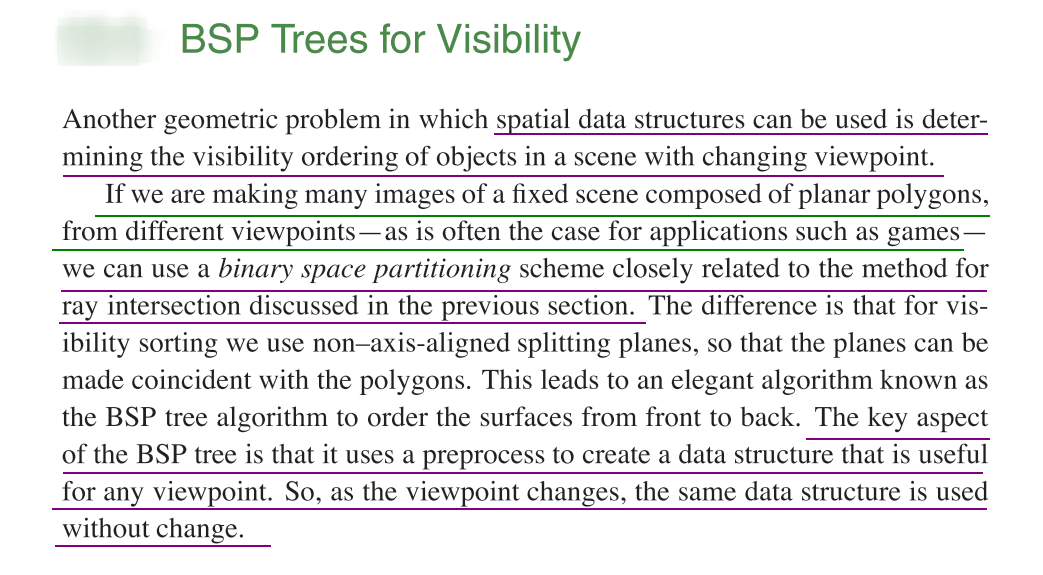 BSP Trees for Visibility
Another geometric problem in which spatial data structures can be used is deter-
mining the visibility ordering of objects in a scene with changing viewpoint.
If we are making many images of a fixed scene composed of planar polygons,
from different viewpoints—as is often the case for applications such as games—
we can use a binary space partitioning scheme closely related to the method for
ray intersection discussed in the previous section. The difference is that for vis-
ibility sorting we use non–axis-aligned splitting planes, so that the planes can be
made coincident with the polygons. This leads to an elegant algorithm known as
the BSP tree algorithm to order the surfaces from front to back. The key aspect
of the BSP tree is that it uses a preprocess to create a data structure that is useful
for any viewpoint. So, as the viewpoint changes, the same data structure is used
without change.